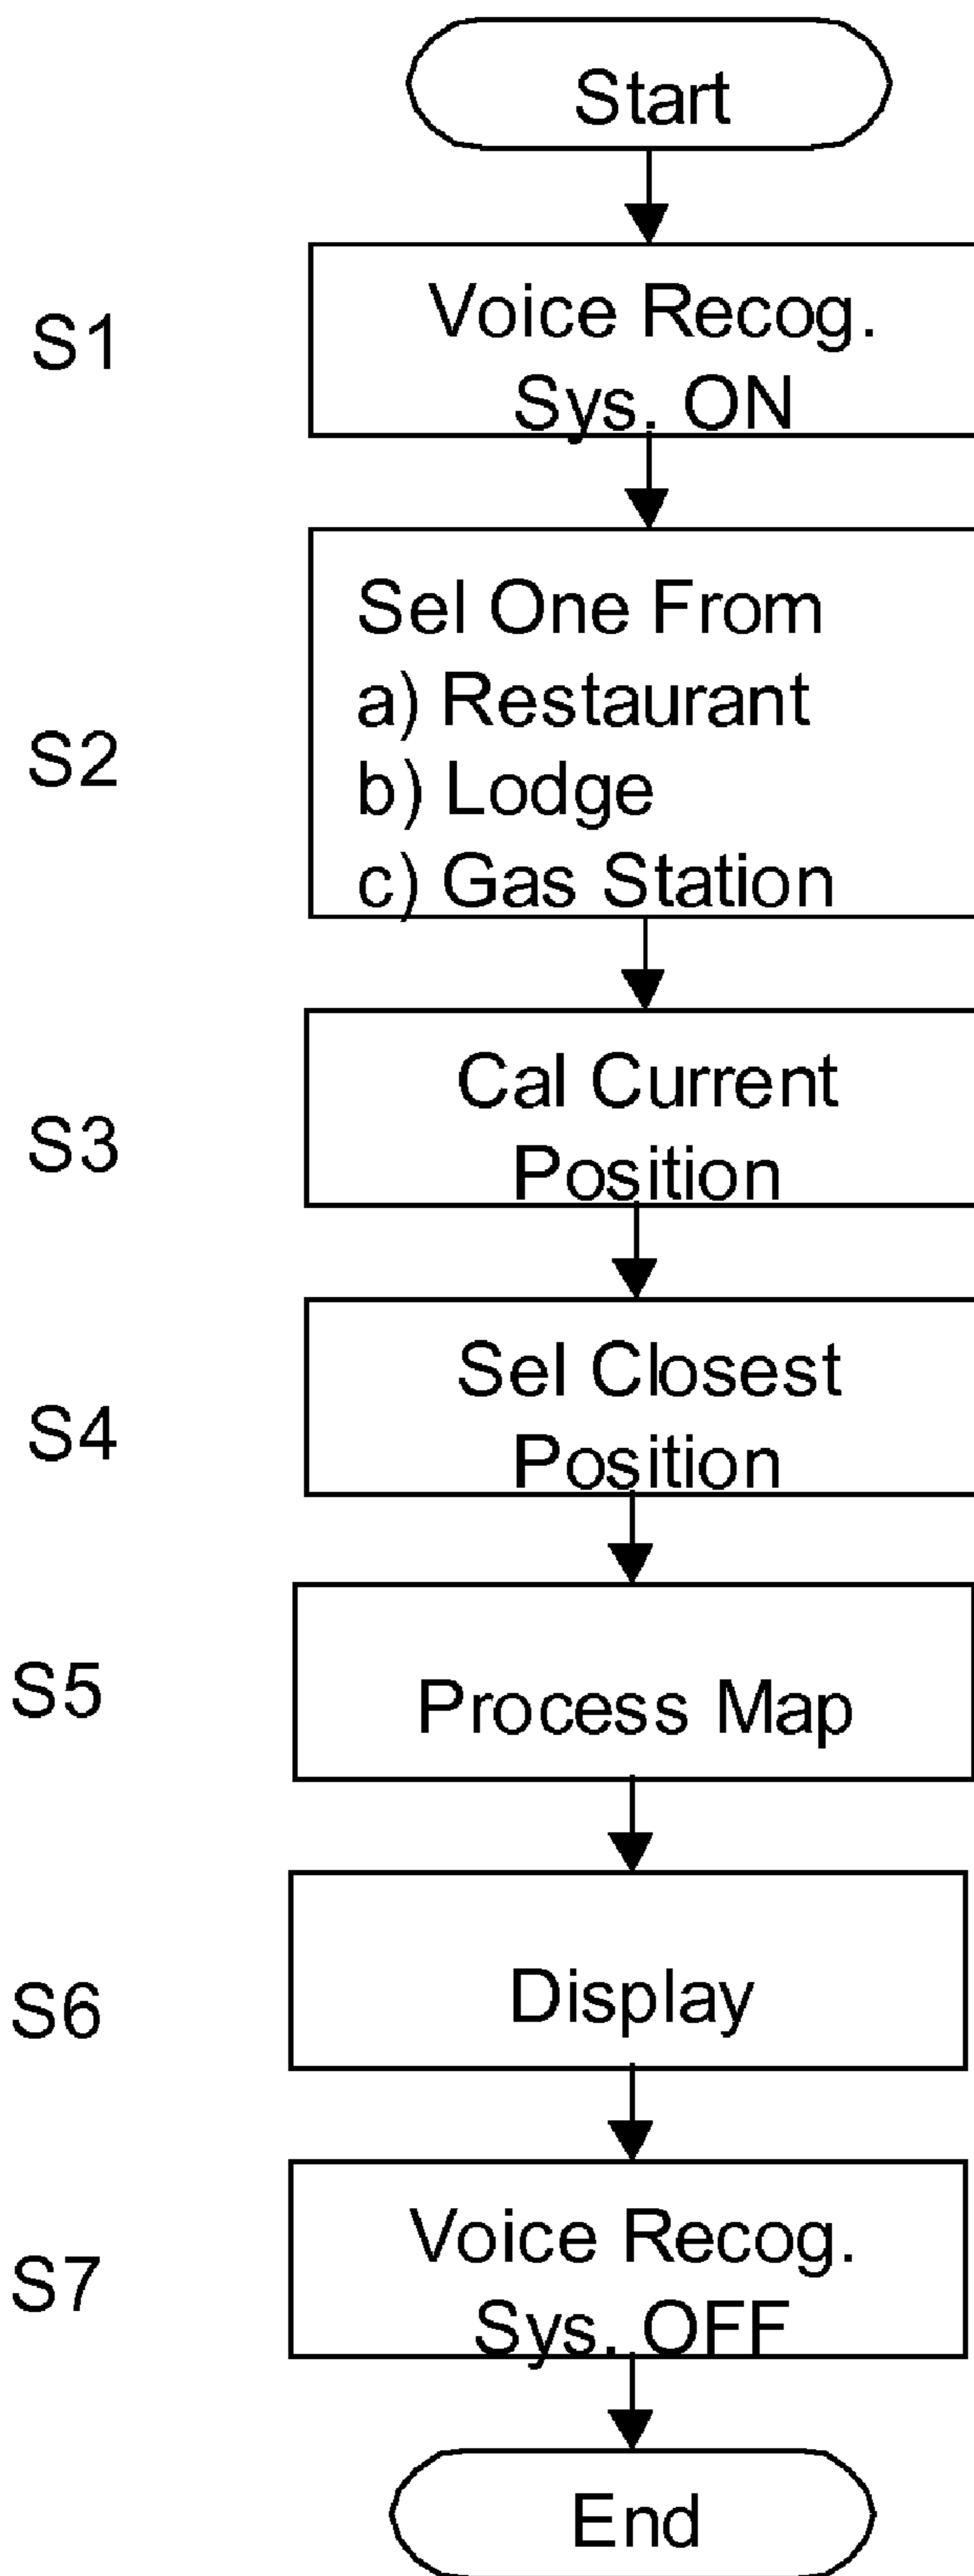 Start
S1
Voice Recog.
Sys. ON
S2
Sel One From
a) Restaurant
b) Lodge
c) Gas Station
S3
Cal Current
Position
S4
Sel Closest
Position
S5
Process Map
S6
Display
S7
Voice Recog.
Sys. OFF
End